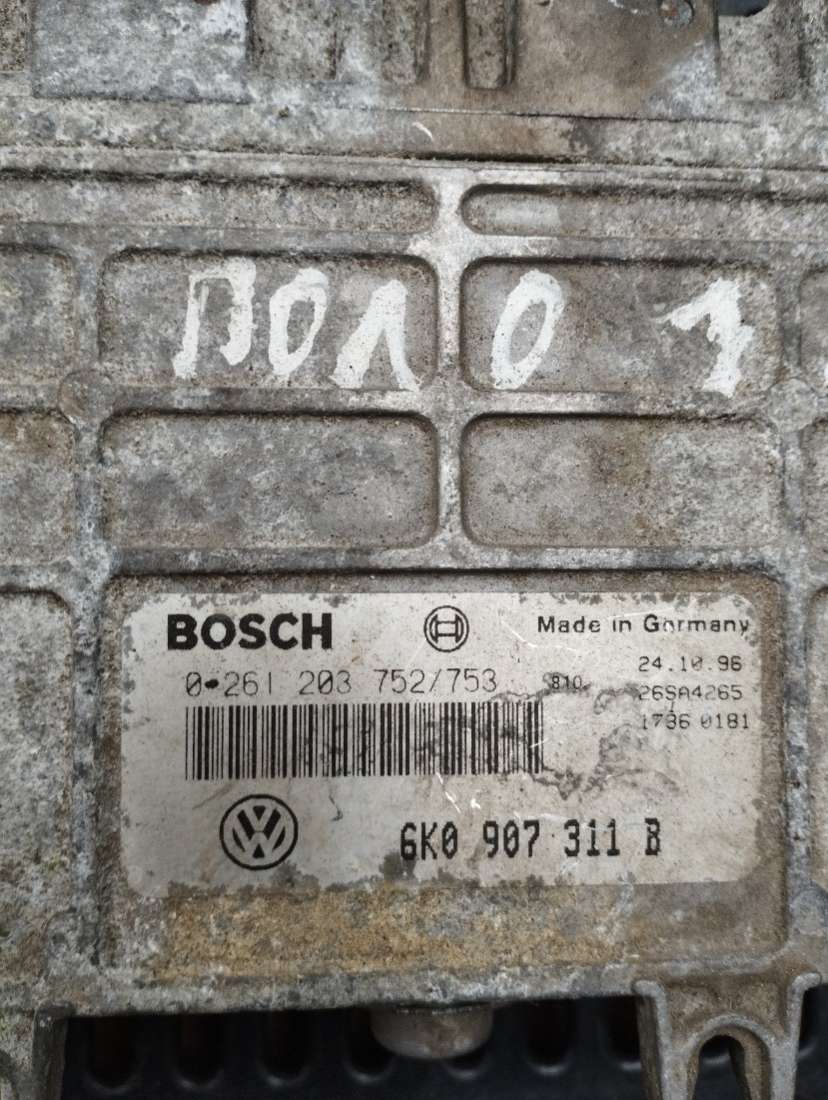 ПОЛО 1
BOSCH Made in Germany
24.10.96
0 261 203 752/753 810 26SA4265
1736 0181
6K0 907 311 B